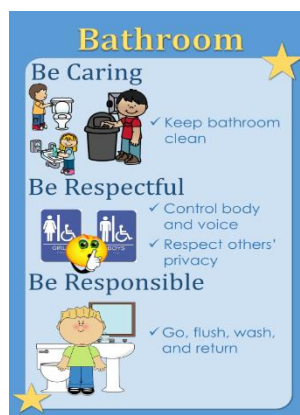 Bathroom
Be Caring
✓ Keep bathroom
clean
Be Respectful
GIRLS BOYS
✓ Control body
and voice
✓ Respect others'
privacy
Be Responsible
✓ Go, flush, wash,
and return